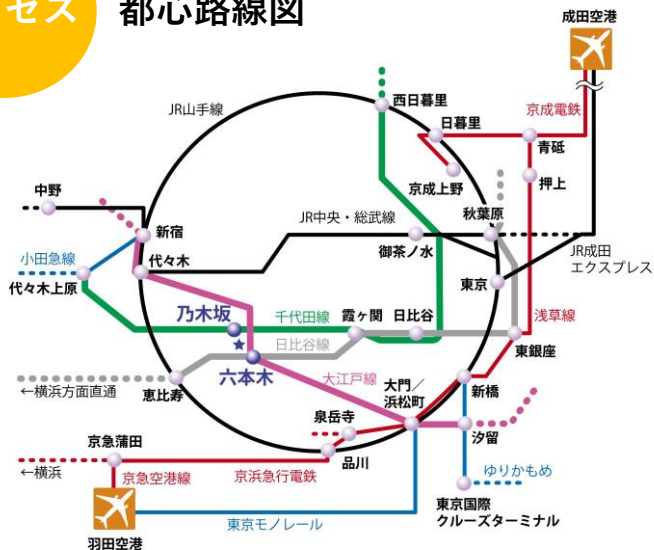 セス
都心路線図
成田空港
JR山手線
西日暮里
日暮里
京成電鉄
青砥
京成上野
押上
中野
秋葉原
新宿
JR中央・総武線
小田急線
代々木
御茶ノ水
JR成田
エクスプレス
代々木上原
東京
乃木坂
千代田線
霞ヶ関
日比谷
浅草線
日比谷線
東銀座
六本木
大江戸線
大門／
浜松町
新橋
←横浜方面直通
恵比寿
泉岳寺
汐留
京急蒲田
品川
←横浜
京急空港線
京浜急行電鉄
ゆりかもめ
東京国際
クルーズターミナル
東京モノレール
羽田空港